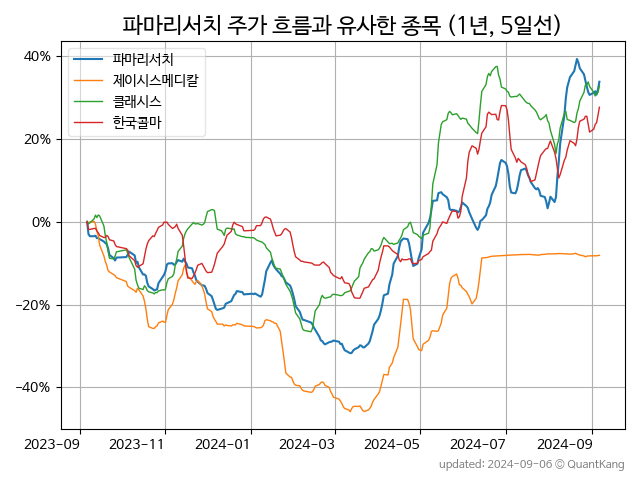 파마리서치 주가 흐름과 유사한 종목 (1년, 5일선)
파마리서치
제이시스메디칼
클래시스
한국콜마
40%
20%
0%
−20%
−40%
2023-09
2023-11
2024-01
2024-03
2024-05
2024-07
2024-09
updated: 2024-09-06 © QuantKang